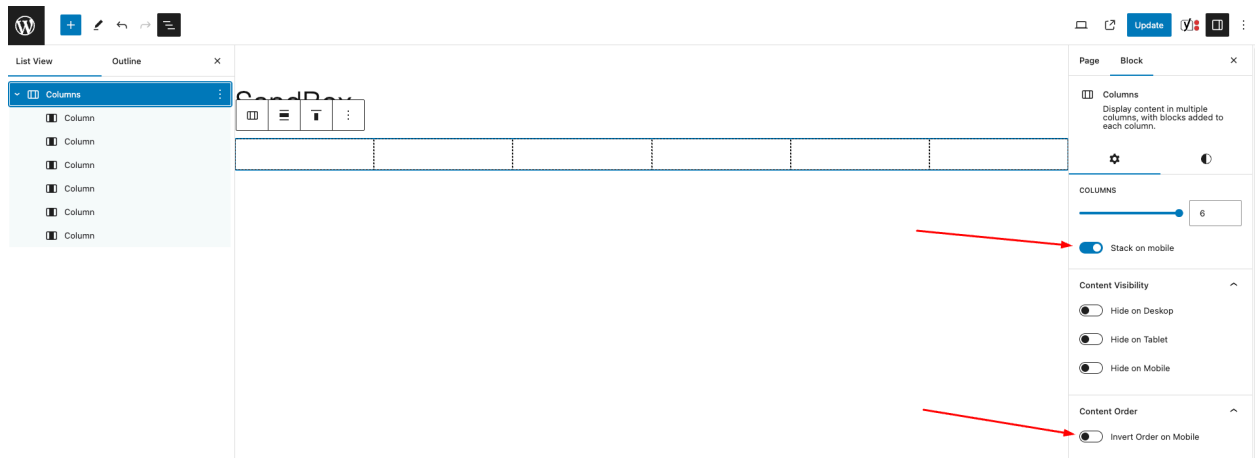 Update
List View
Outline
Columns
Column
Column
Column
Column
Column
Column
SandBox
Page
Block
Columns
Display content in multiple
columns, with blocks added to
each column.
COLUMNS
6
Stack on mobile
Content Visibility
Hide on Deskop
Hide on Tablet
Hide on Mobile
Content Order
Invert Order on Mobile